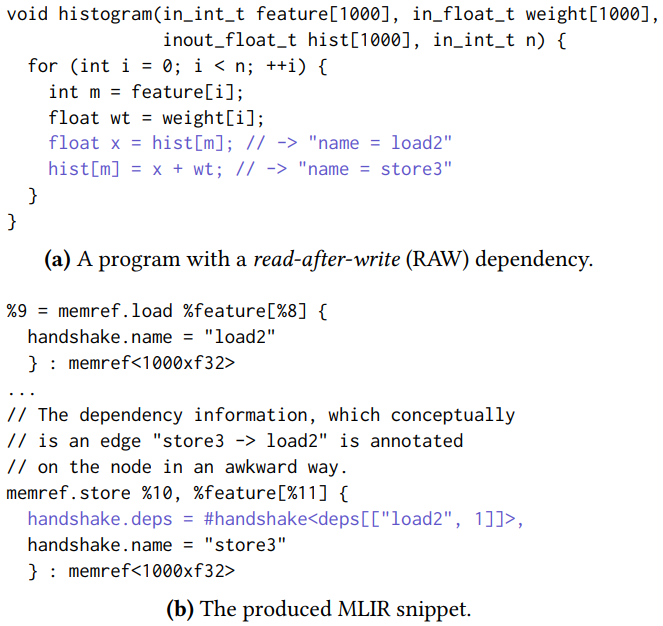 void histogram(in_int_t feature[1000], in_float_t weight[1000],
               inout_float_t hist[1000], in_int_t n) {
  for (int i = 0; i < n; ++i) {
    int m = feature[i];
    float wt = weight[i];
    float x = hist[m]; // -> "name = load2"
    hist[m] = x + wt; // -> "name = store3"
  }
}
(a) A program with a read-after-write (RAW) dependency.
%9 = memref.load %feature[%8] {
  handshake.name = "load2"
  } : memref<1000xf32>
...
// The dependency information, which conceptually
// is an edge "store3 -> load2" is annotated
// on the node in an awkward way.
memref.store %10, %feature[%11] {
  handshake.deps = #handshake<deps[["load2", 1]]>,
  handshake.name = "store3"
  } : memref<1000xf32>
(b) The produced MLIR snippet.